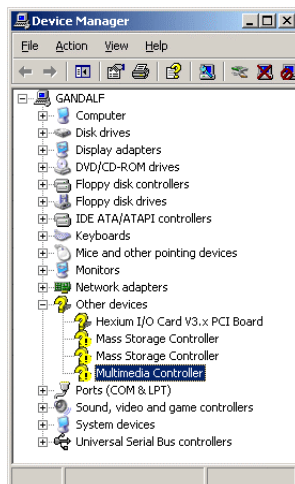 Device Manager
File Action View Help
GANDALF
Computer
Disk drives
Display adapters
DVD/CD-ROM drives
Floppy disk controllers
Floppy disk drives
IDE ATA/ATAPI controllers
Keyboards
Mice and other pointing devices
Monitors
Network adapters
Other devices
Hexium I/O Card V3.x PCI Board
Mass Storage Controller
Mass Storage Controller
Multimedia Controller
Ports (COM & LPT)
Sound, video and game controllers
System devices
Universal Serial Bus controllers